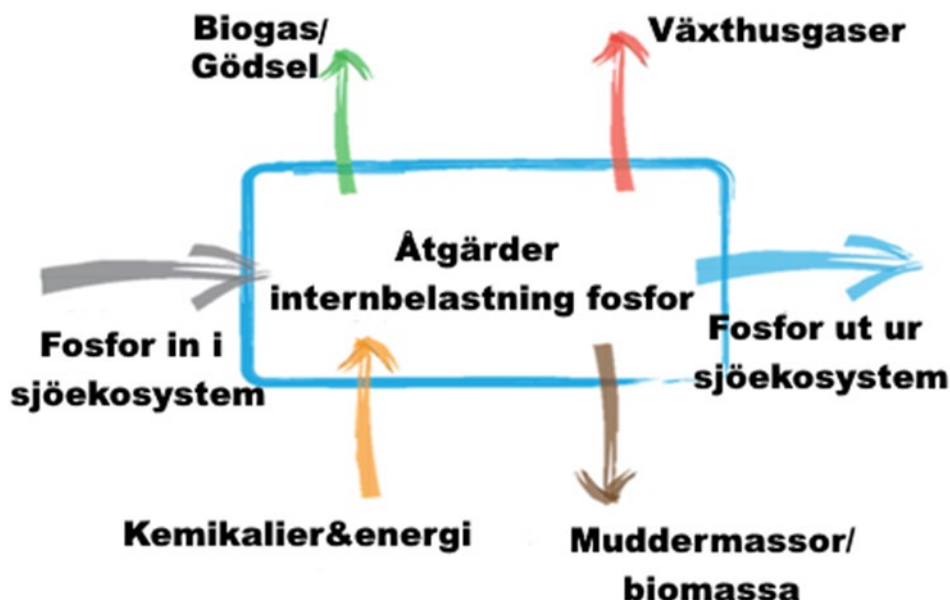 Biogas/
Gödsel
Växthusgaser
Åtgärder
internbelastning fosfor
Fosfor in i
sjöekosystem
Fosfor ut ur
sjöekosystem
Kemikalier&energi
Muddermassor/
biomassa